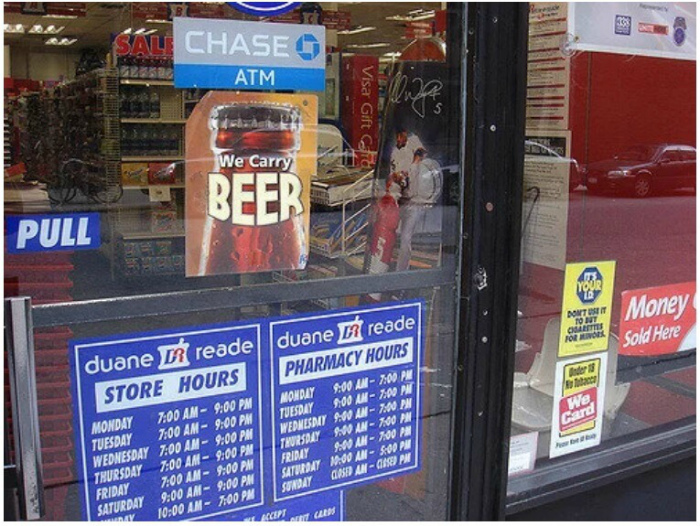 SALE
CHASE
ATM
We Carry
BEER
Visa Gift Card
5
PULL
duane DR reade
STORE HOURS
MONDAY 7:00 AM - 9:00 PM
TUESDAY 7:00 AM - 9:00 PM
WEDNESDAY 7:00 AM - 9:00 PM
THURSDAY 7:00 AM - 9:00 PM
FRIDAY 7:00 AM - 9:00 PM
SATURDAY 9:00 AM - 9:00 PM
10:00 AM - 7:00 PM
duane DR reade
PHARMACY HOURS
MONDAY 9:00 AM - 7:00 PM
TUESDAY 9:00 AM - 7:00 PM
WEDNESDAY 9:00 AM - 7:00 PM
THURSDAY 9:00 AM - 7:00 PM
FRIDAY 9:00 AM - 7:00 PM
SATURDAY 10:00 AM - 5:00 PM
SUNDAY CLOSED AM - CLOSED PM
ACCEPT
DEBIT CARDS
IT'S
YOUR
I.D.
DON'T USE IT
TO BUY
CIGARETTES
FOR MINORS.
Under 18
No Tobacco
We
Card
Money
Sold Here